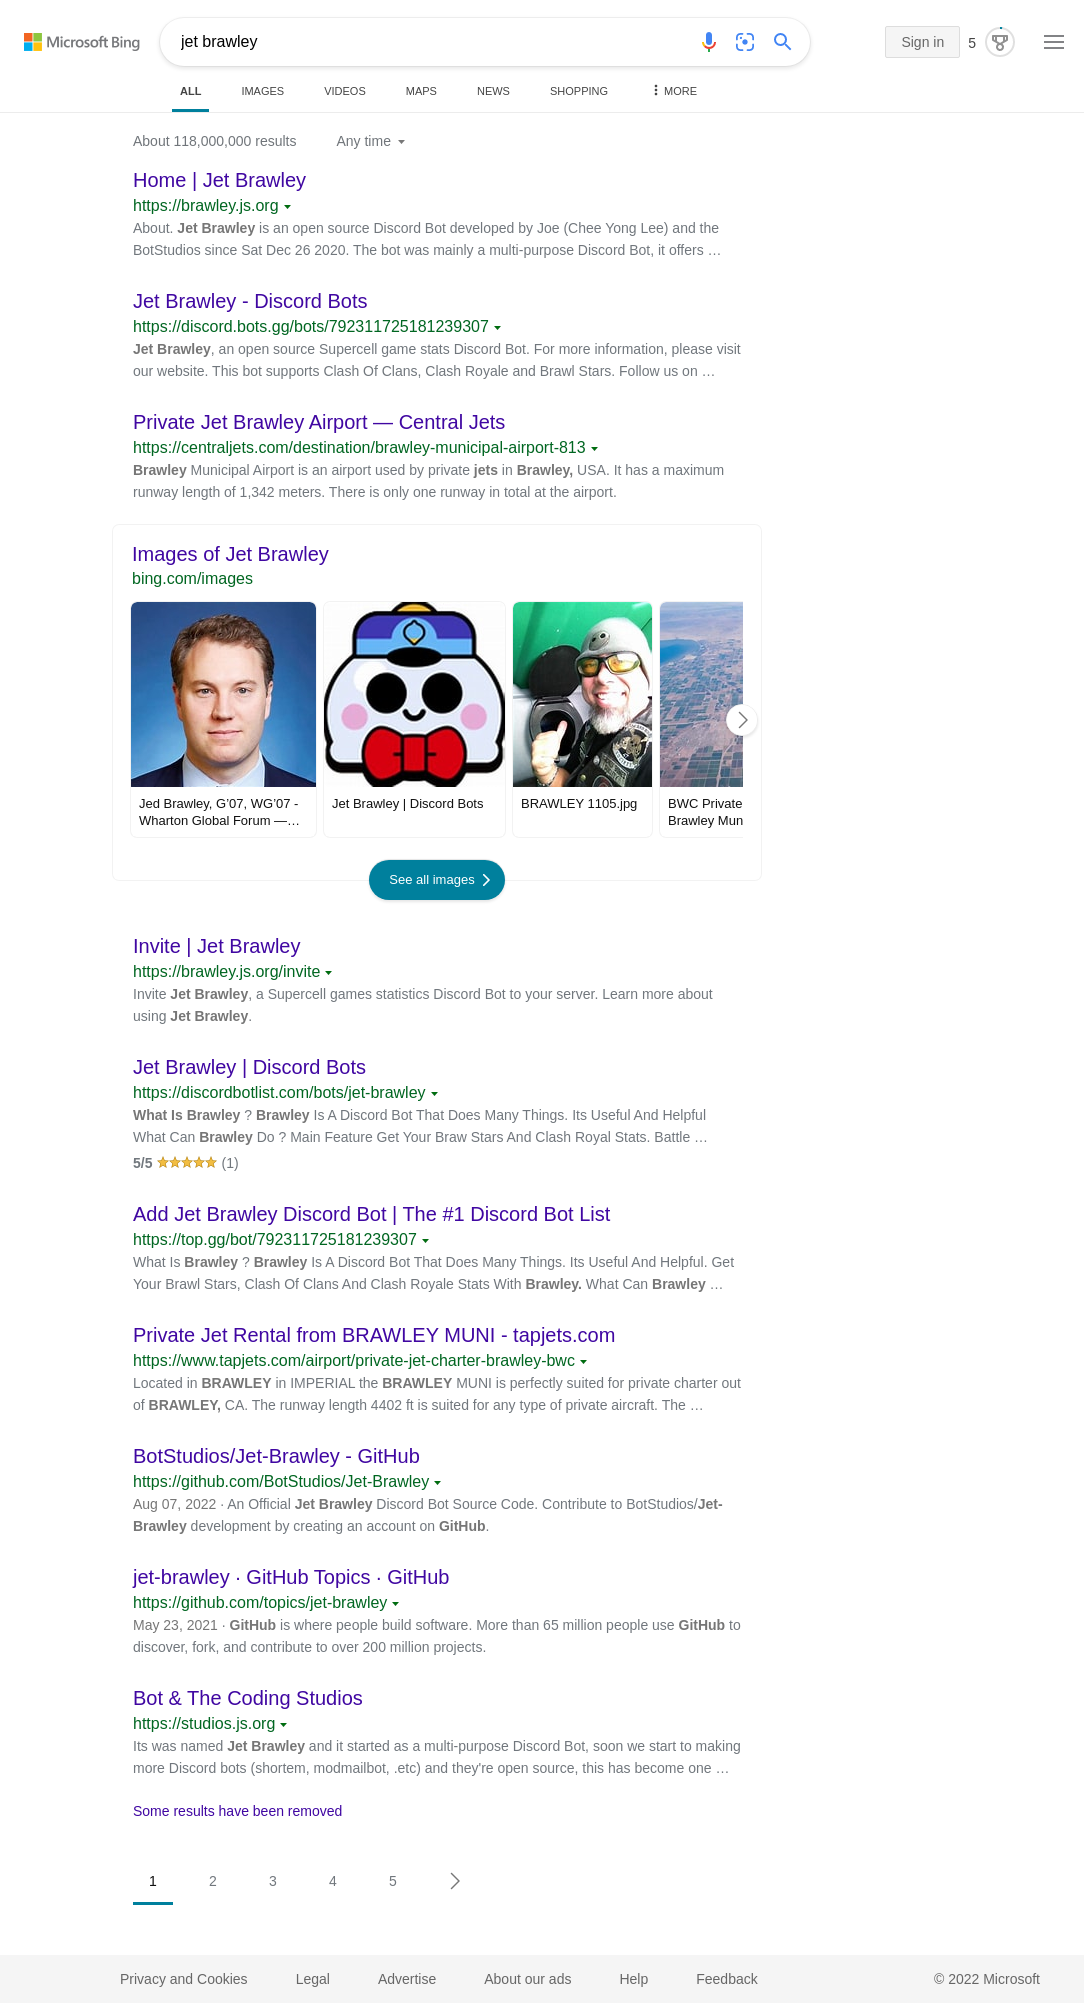 Microsoft Bing
jet brawley
Sign in
5
ALL
IMAGES
VIDEOS
MAPS
NEWS
SHOPPING
MORE
About 118,000,000 results
Any time
Home | Jet Brawley
https://brawley.js.org
About. Jet Brawley is an open source Discord Bot developed by Joe (Chee Yong Lee) and the
BotStudios since Sat Dec 26 2020. The bot was mainly a multi-purpose Discord Bot, it offers …
Jet Brawley - Discord Bots
https://discord.bots.gg/bots/792311725181239307
Jet Brawley, an open source Supercell game stats Discord Bot. For more information, please visit
our website. This bot supports Clash Of Clans, Clash Royale and Brawl Stars. Follow us on …
Private Jet Brawley Airport — Central Jets
https://centraljets.com/destination/brawley-municipal-airport-813
Brawley Municipal Airport is an airport used by private jets in Brawley, USA. It has a maximum
runway length of 1,342 meters. There is only one runway in total at the airport.
Images of Jet Brawley
bing.com/images
Jed Brawley, G’07, WG’07 -
Wharton Global Forum —…
Jet Brawley | Discord Bots
BRAWLEY 1105.jpg
BWC Private
Brawley Mun
See all images
Invite | Jet Brawley
https://brawley.js.org/invite
Invite Jet Brawley, a Supercell games statistics Discord Bot to your server. Learn more about
using Jet Brawley.
Jet Brawley | Discord Bots
https://discordbotlist.com/bots/jet-brawley
What Is Brawley ? Brawley Is A Discord Bot That Does Many Things. Its Useful And Helpful
What Can Brawley Do ? Main Feature Get Your Braw Stars And Clash Royal Stats. Battle …
5/5 (1)
Add Jet Brawley Discord Bot | The #1 Discord Bot List
https://top.gg/bot/792311725181239307
What Is Brawley ? Brawley Is A Discord Bot That Does Many Things. Its Useful And Helpful. Get
Your Brawl Stars, Clash Of Clans And Clash Royale Stats With Brawley. What Can Brawley …
Private Jet Rental from BRAWLEY MUNI - tapjets.com
https://www.tapjets.com/airport/private-jet-charter-brawley-bwc
Located in BRAWLEY in IMPERIAL the BRAWLEY MUNI is perfectly suited for private charter out
of BRAWLEY, CA. The runway length 4402 ft is suited for any type of private aircraft. The …
BotStudios/Jet-Brawley - GitHub
https://github.com/BotStudios/Jet-Brawley
Aug 07, 2022 · An Official Jet Brawley Discord Bot Source Code. Contribute to BotStudios/Jet-
Brawley development by creating an account on GitHub.
jet-brawley · GitHub Topics · GitHub
https://github.com/topics/jet-brawley
May 23, 2021 · GitHub is where people build software. More than 65 million people use GitHub to
discover, fork, and contribute to over 200 million projects.
Bot & The Coding Studios
https://studios.js.org
Its was named Jet Brawley and it started as a multi-purpose Discord Bot, soon we start to making
more Discord bots (shortem, modmailbot, .etc) and they're open source, this has become one …
Some results have been removed
1
2
3
4
5
Privacy and Cookies
Legal
Advertise
About our ads
Help
Feedback
© 2022 Microsoft